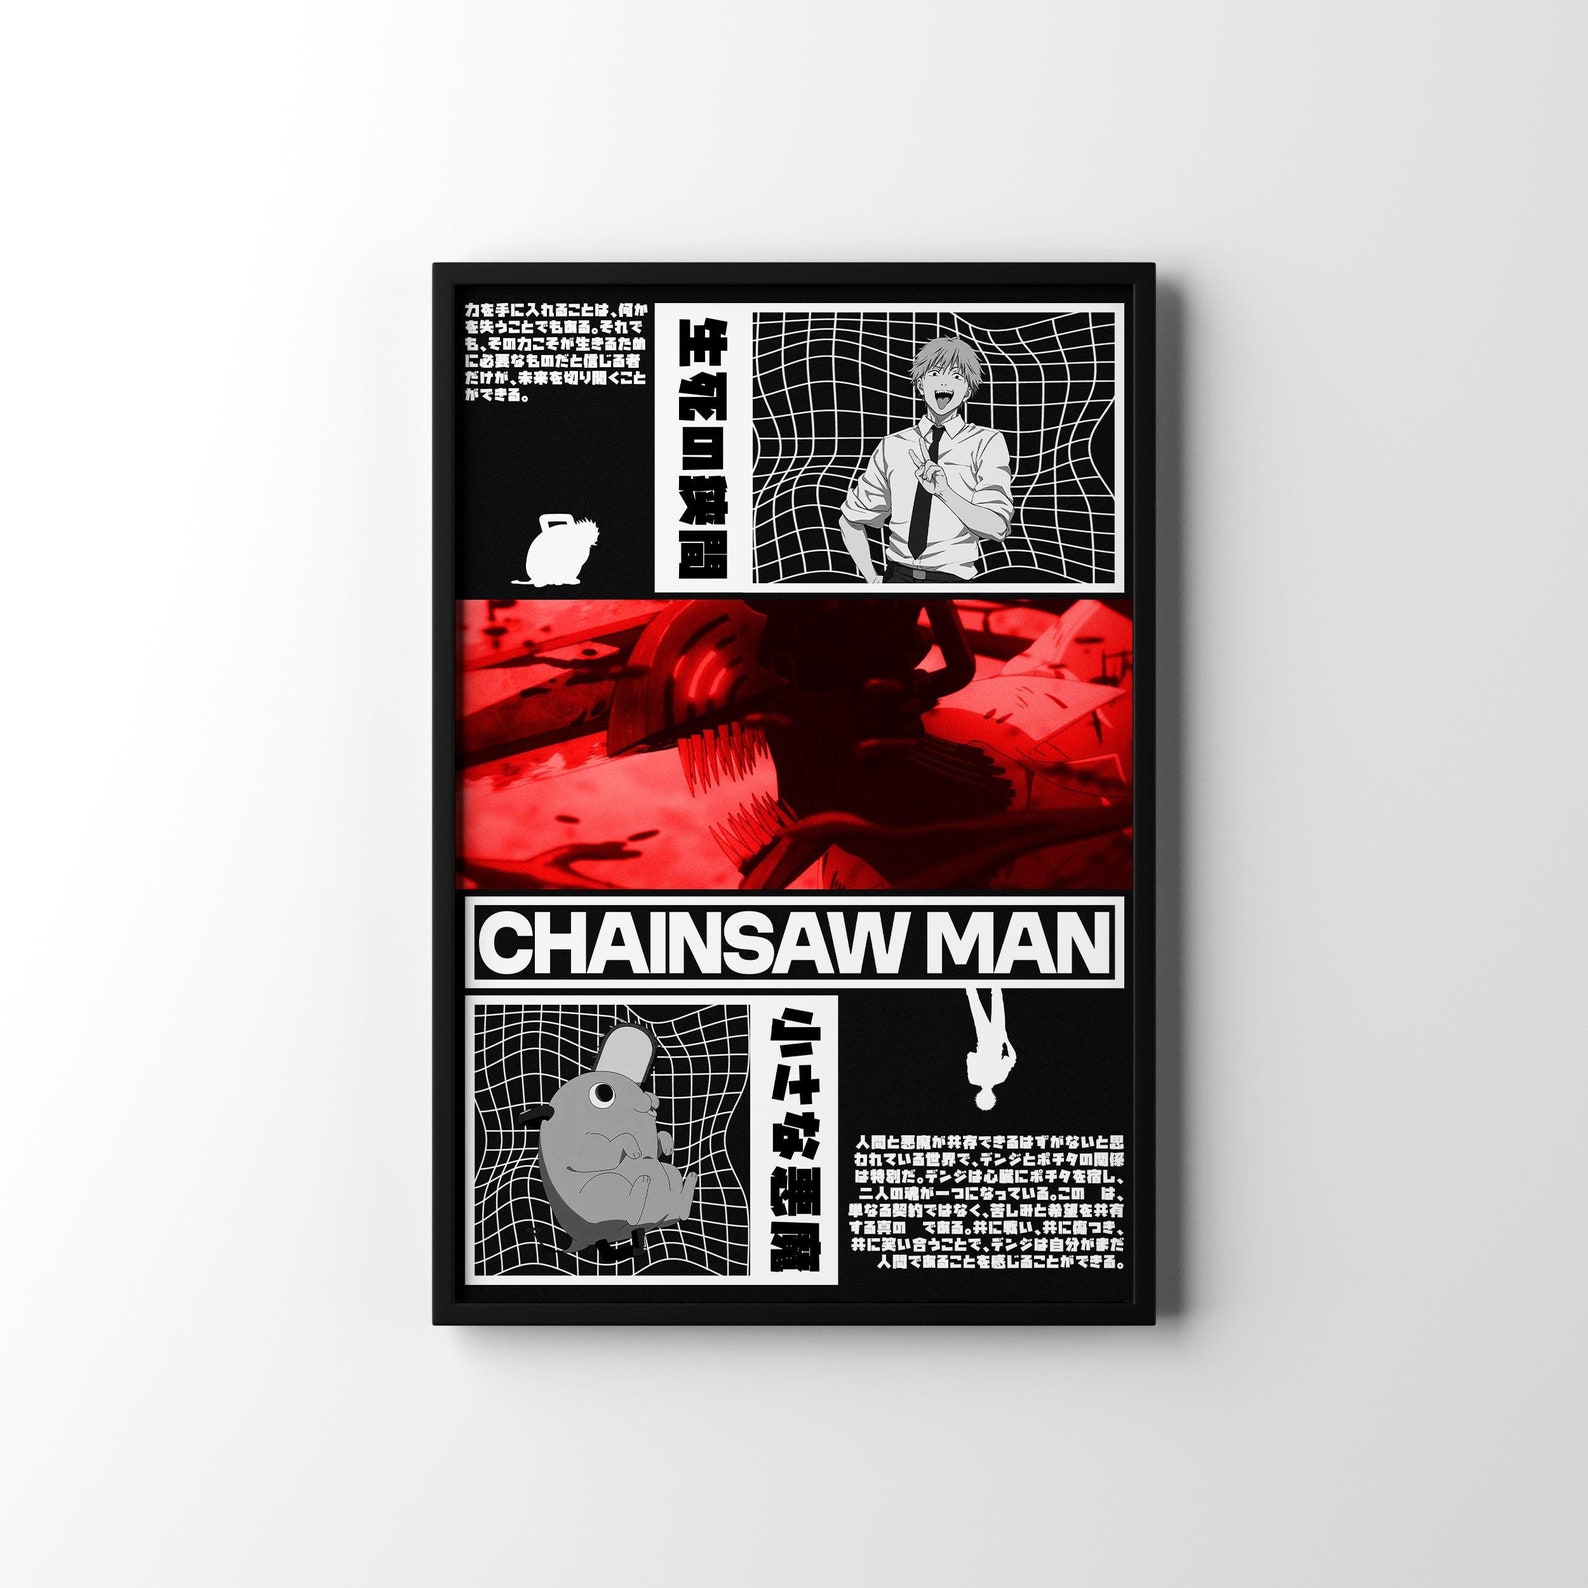 力を手に入れることは、何か
を失うことでもある。それで
も、その力こそが生きるため
に必要なものだと信じる者
だけが、未来を切り開くこと
ができる。
生死の狭間
CHAINSAW MAN
小さな悪魔
人間と悪魔が共存できるはずがないと思
われている世界で、デンジとポチタの関係
は特別だ。デンジは心臓にポチタを宿し、
二人の魂が一つになっている。この は、
単なる契約ではなく、苦しみと希望を共有
する真の である。共に戦い、共に傷つき、
共に笑い合うことで、デンジは自分がまだ
人間であることを感じることができる。